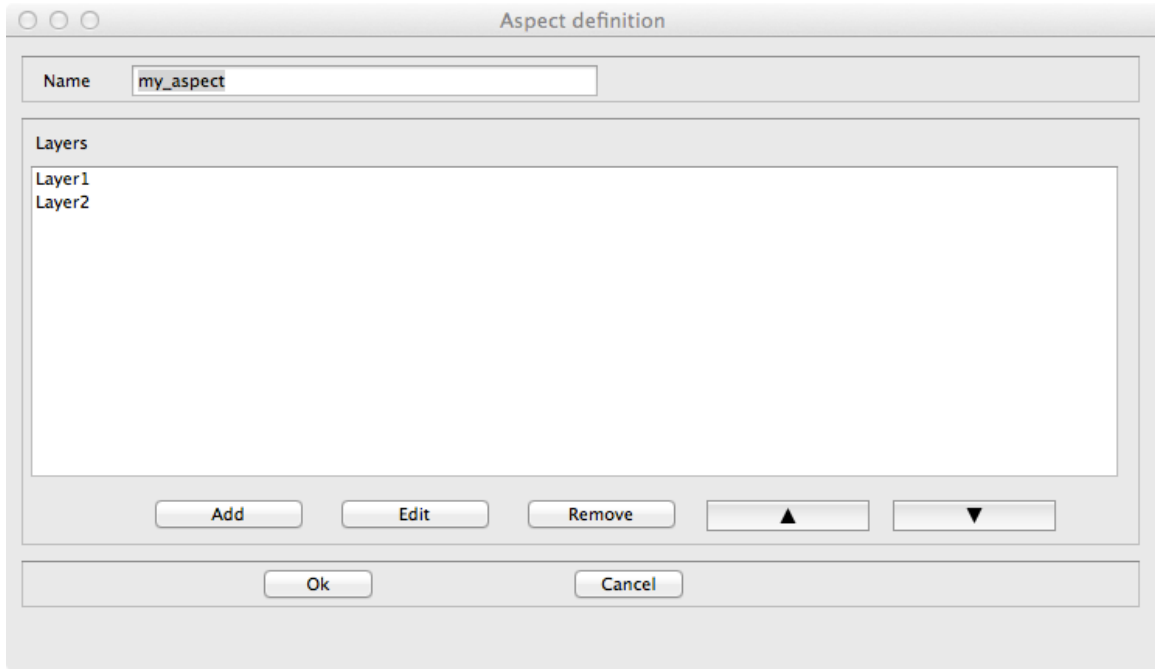 Aspect definition
Name my_aspect
Layers
Layer1
Layer2
Add Edit Remove ▲ ▼
Ok Cancel